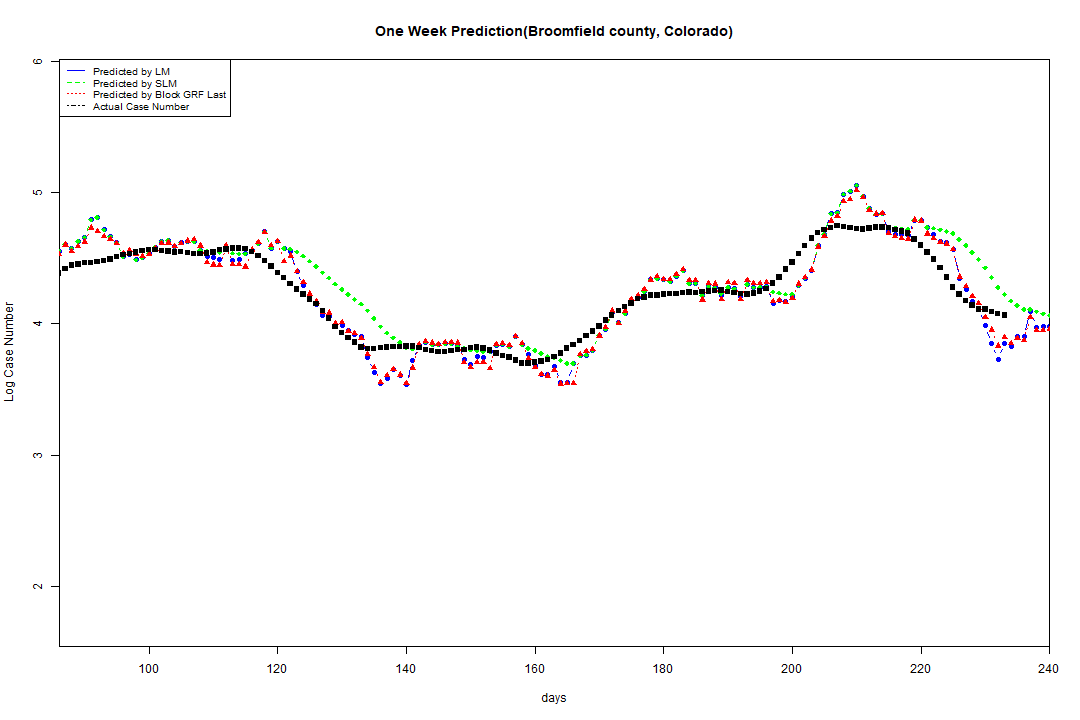 One Week Prediction(Broomfield county, Colorado)
Predicted by LM
Predicted by SLM
Predicted by Block GRF Last
Actual Case Number
6
5
4
3
2
Log Case Number
100 120 140 160 180 200 220 240
days